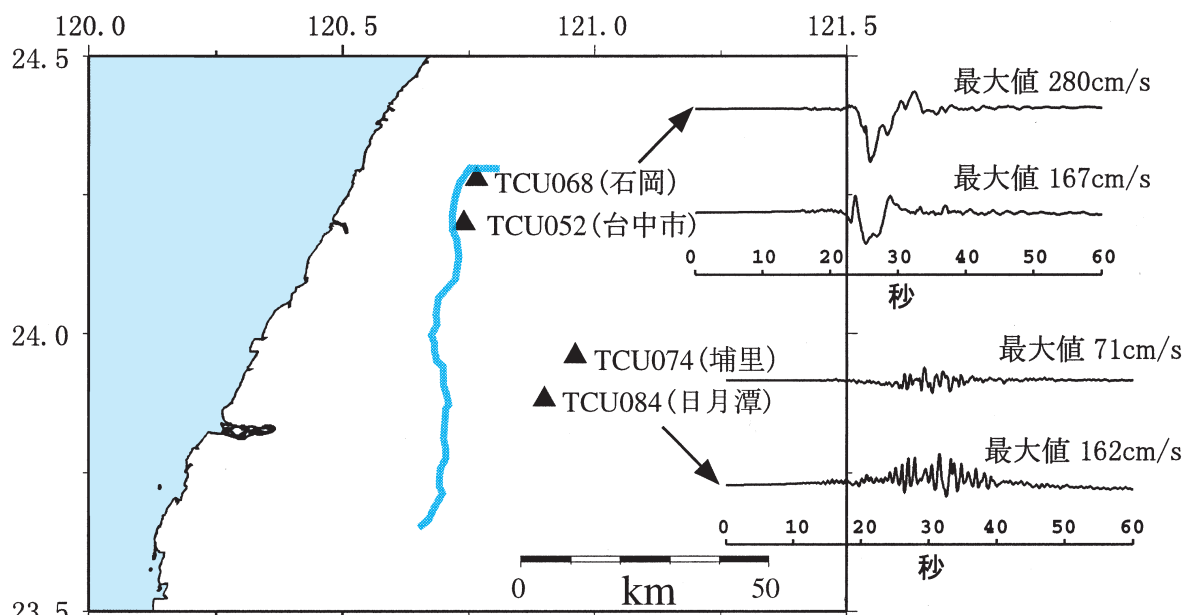 120.0 120.5 121.0 121.5
24.5
最大値 280cm/s
TCU068(石岡)
最大値 167cm/s
TCU052(台中市)
0 10 20 30 40 50 60
秒
24.0
最大値 71cm/s
TCU074(埔里)
TCU084(日月潭)
最大値 162cm/s
0 10 20 30 40 50 60
秒
0 km 50
23.5